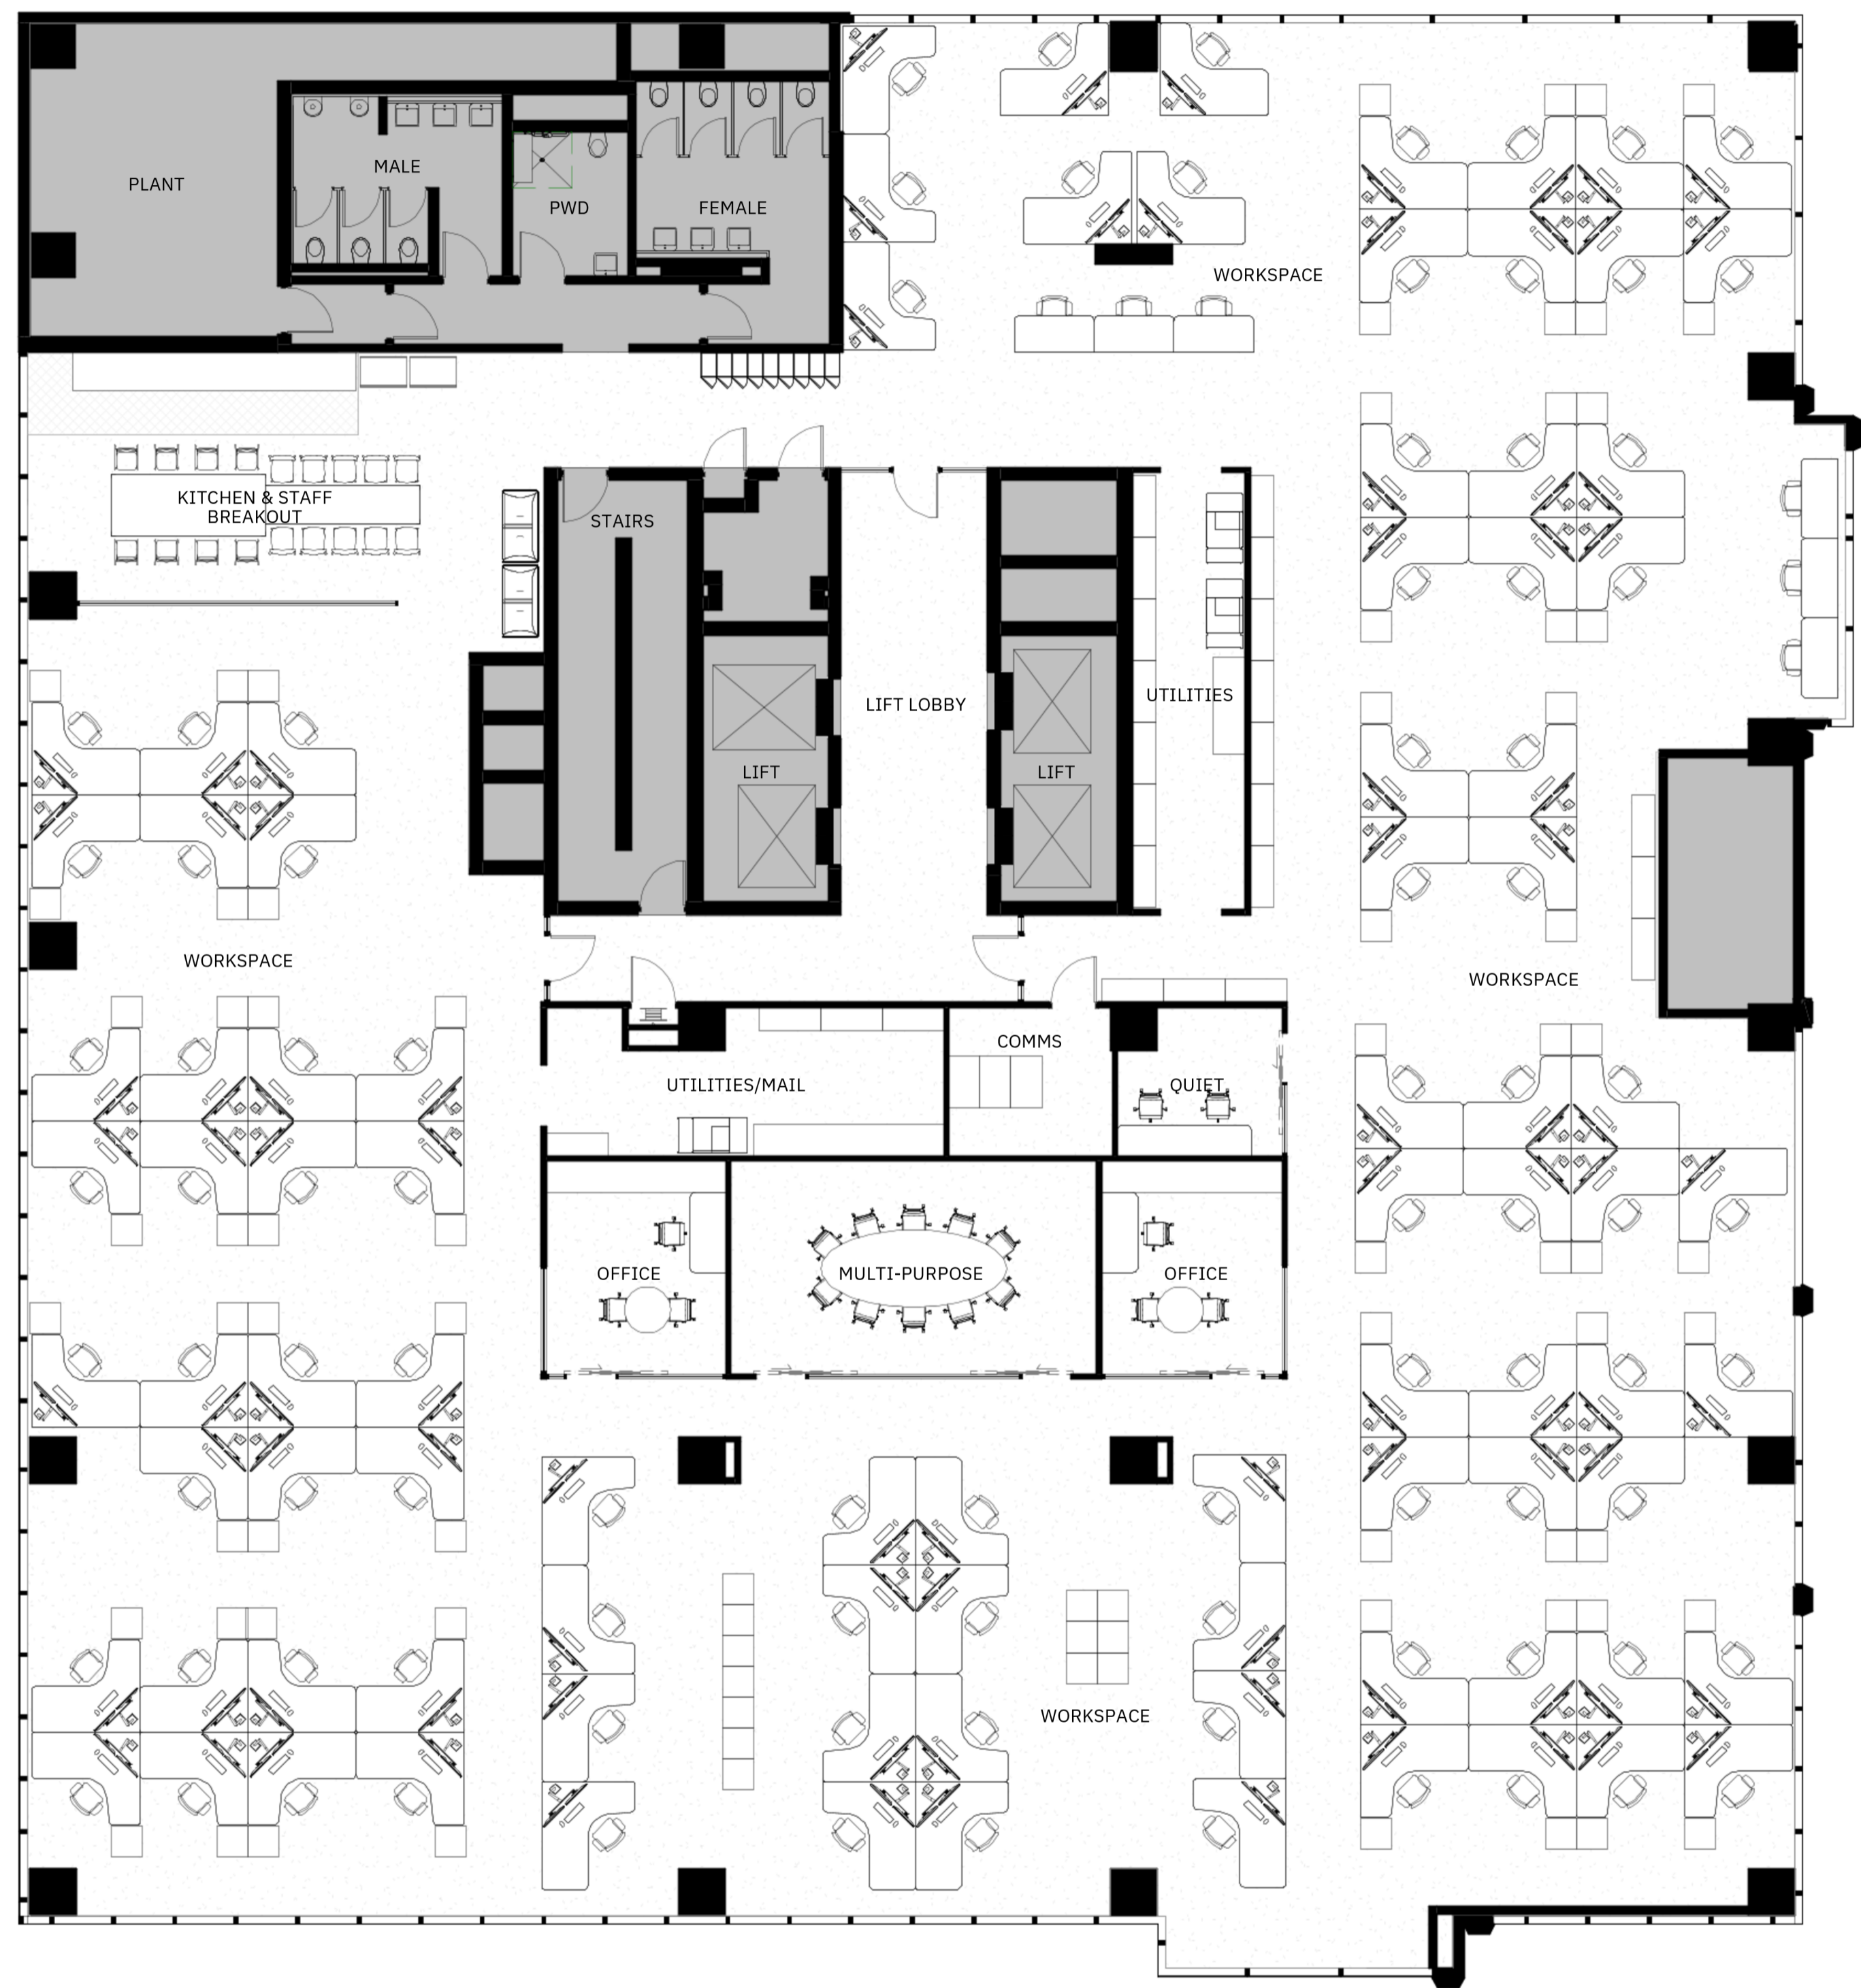 PLANT
MALE
PWD
FEMALE
WORKSPACE
KITCHEN & STAFF
BREAKOUT
STAIRS
LIFT LOBBY
UTILITIES
LIFT
LIFT
WORKSPACE
WORKSPACE
COMMS
UTILITIES/MAIL
QUIET
OFFICE
MULTI-PURPOSE
OFFICE
WORKSPACE